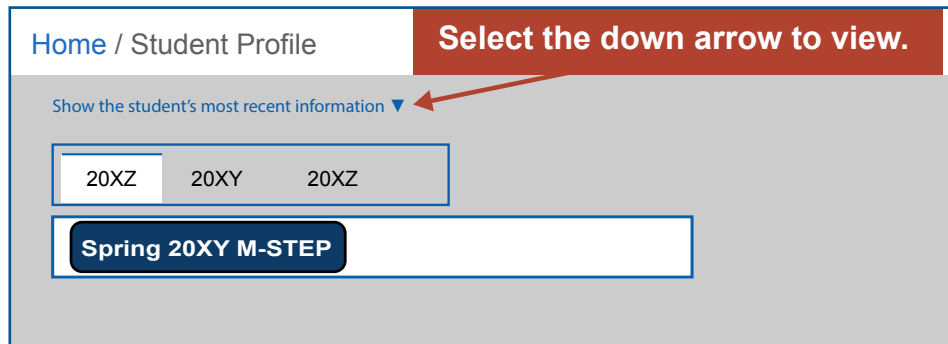 Home / Student Profile
Select the down arrow to view.
Show the student's most recent information ▼
20XZ 20XY 20XZ
Spring 20XY M-STEP